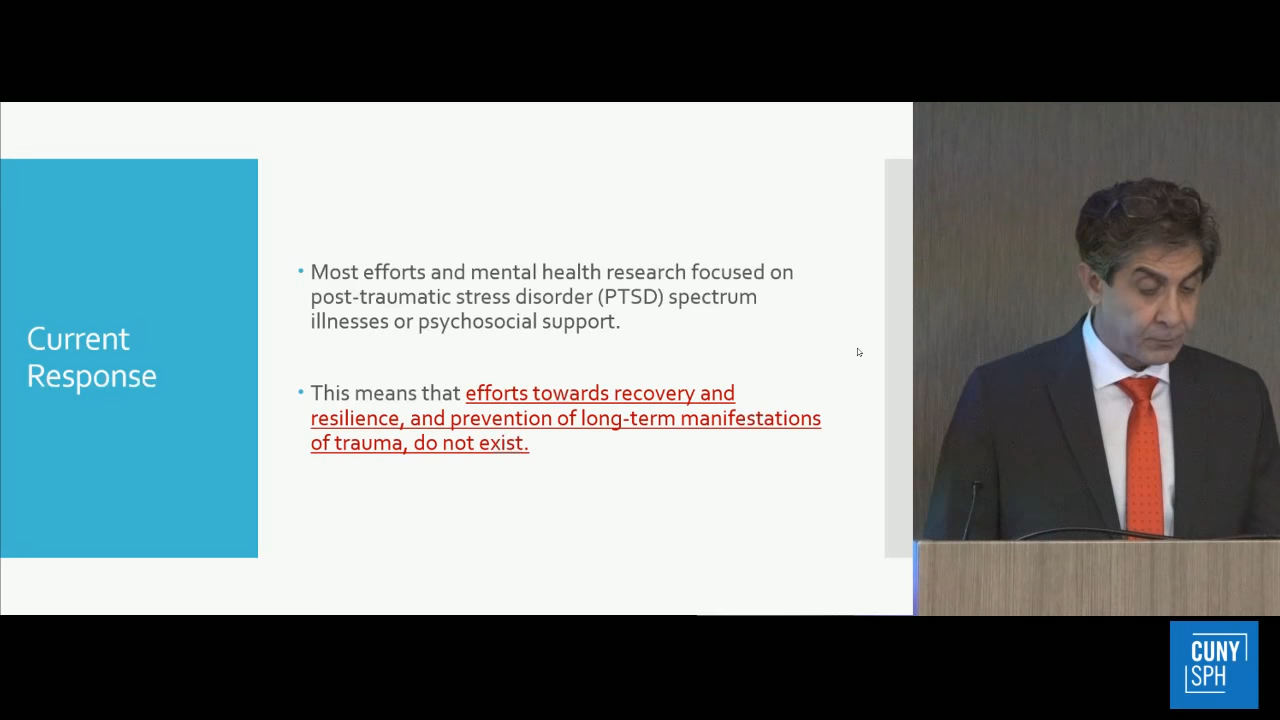 Current
Response
• Most efforts and mental health research focused on
post-traumatic stress disorder (PTSD) spectrum
illnesses or psychosocial support.
• This means that efforts towards recovery and
resilience, and prevention of long-term manifestations
of trauma, do not exist.
CUNY
SPH